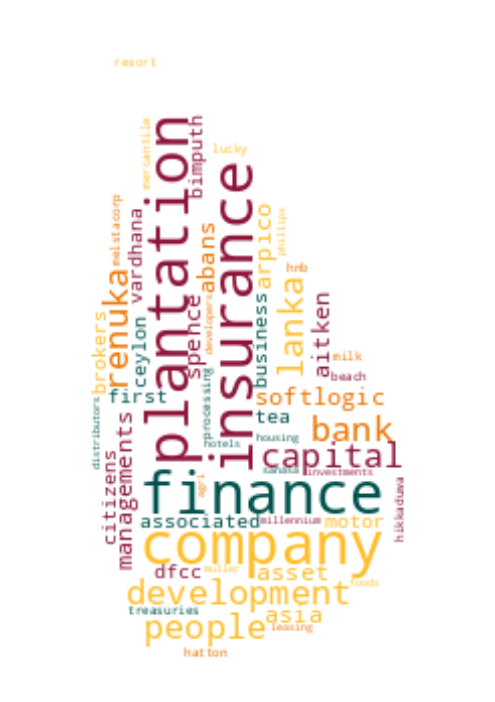 resort
mercantile
plantation
bimputh
lucky
insurance
melstacorp
vardhana
abans
arpico
phillips
renuka
spence
developers
business
lanka
hnb
aitken
brokers
ceylon
milk
beach
first
processing
softlogic
distributors
tea
bank
hotels
housing
capital
citizens
managements
agri
sanasa
investments
finance
hikkaduwa
associated
millennium
motor
company
dfcc
muller
asset
foods
development
treasuries
asia
people
leasing
hatton